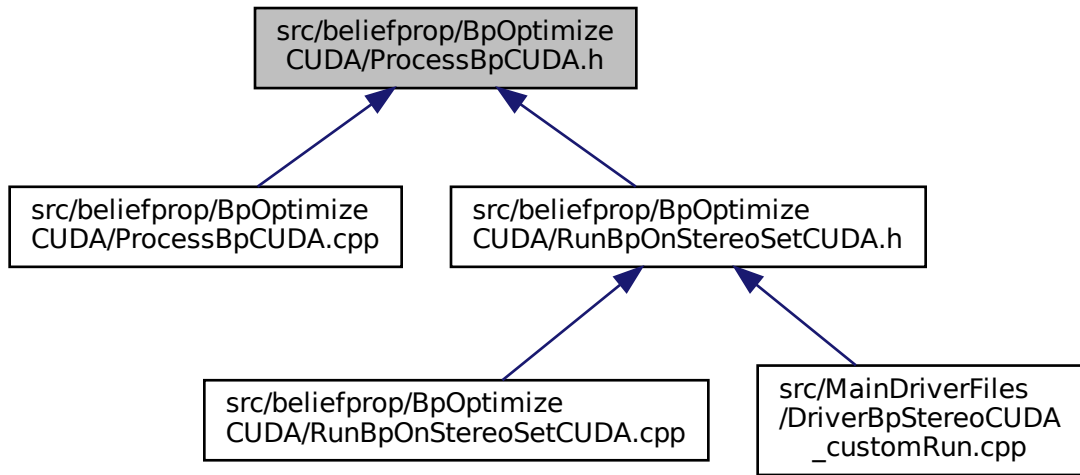 src/beliefprop/BpOptimize
CUDA/ProcessBpCUDA.h
src/beliefprop/BpOptimize
CUDA/ProcessBpCUDA.cpp
src/beliefprop/BpOptimize
CUDA/RunBpOnStereoSetCUDA.h
src/beliefprop/BpOptimize
CUDA/RunBpOnStereoSetCUDA.cpp
src/MainDriverFiles
/DriverBpStereoCUDA
_customRun.cpp